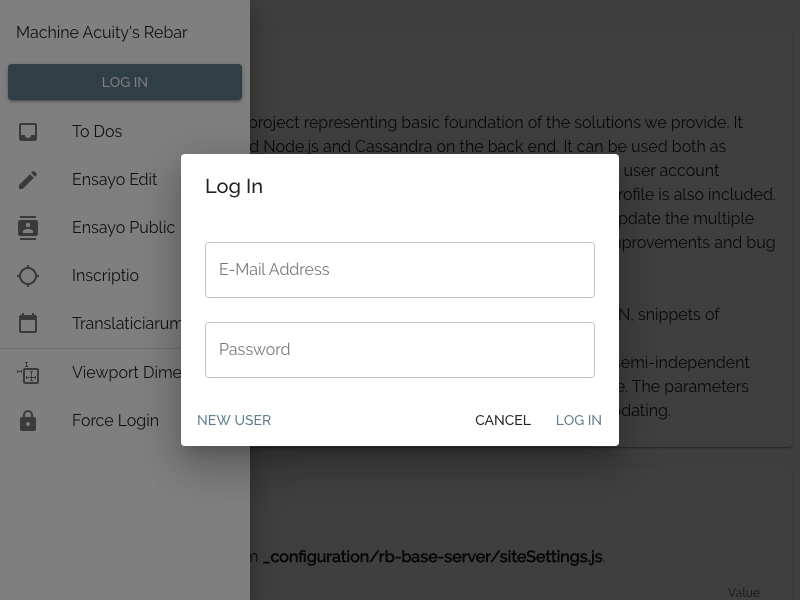 Machine Acuity's Rebar
LOG IN
To Dos
Ensayo Edit
Ensayo Public
Inscriptio
Translaticiarum
Viewport Dime
Force Login
project representing basic foundation of the solutions we provide. It
d Node.js and Cassandra on the back end. It can be used both as
user account
rofile is also included.
pdate the multiple
provements and bug
N, snippets of
semi-independent
e. The parameters
dating.
Log In
E-Mail Address
Password
NEW USER
CANCEL
LOG IN
_configuration/rb-base-server/siteSettings.js.
Value